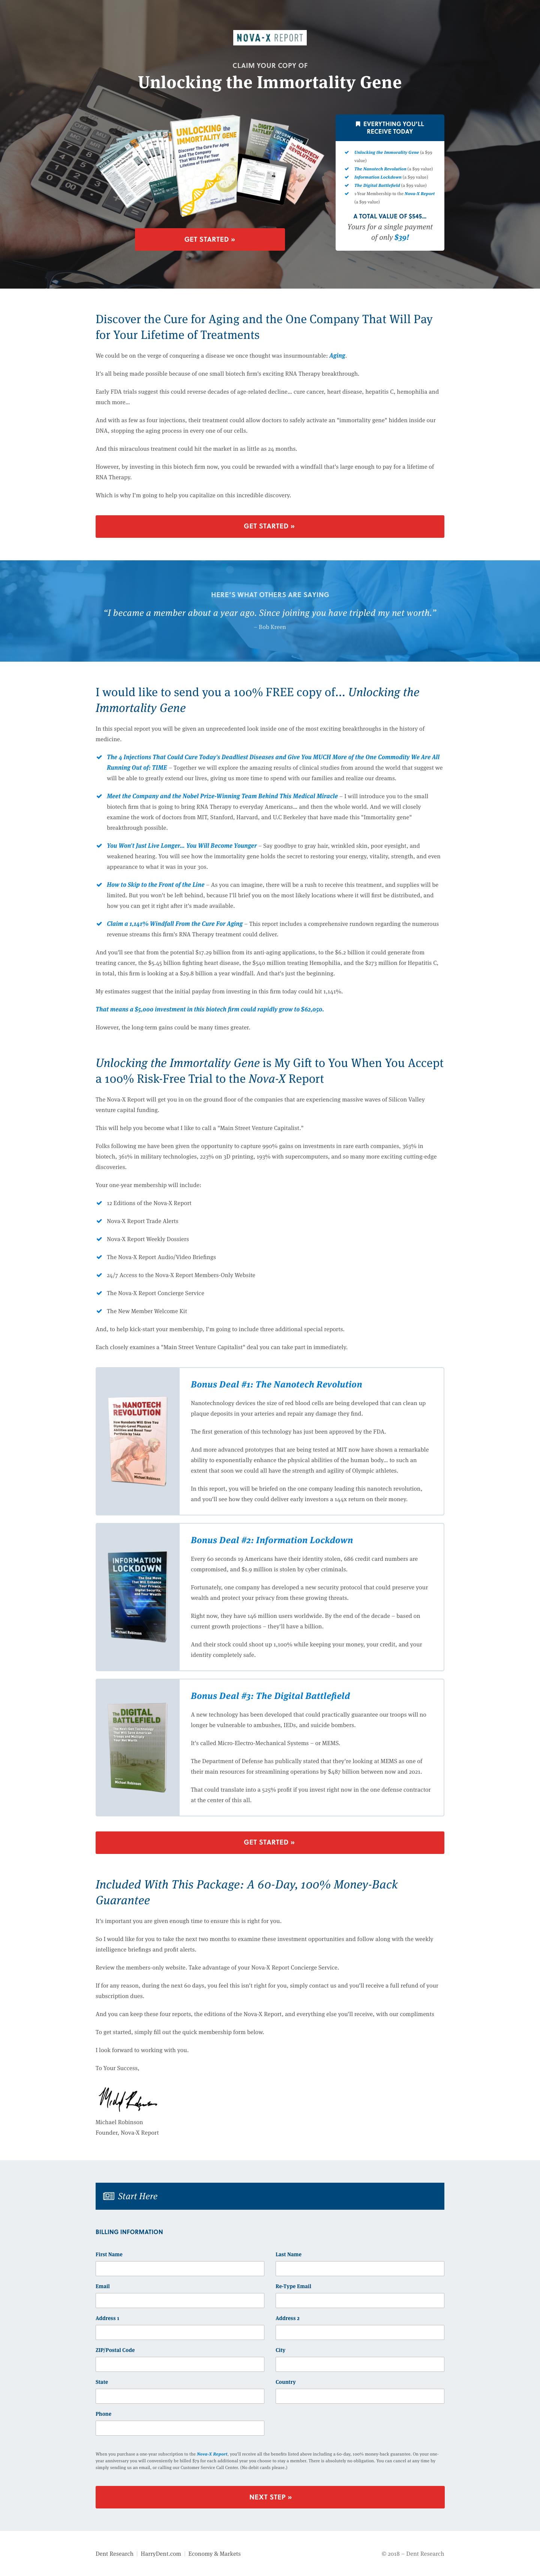 NOVA-X REPORT
CLAIM YOUR COPY OF
Unlocking the Immortality Gene
UNLOCKING the
IMMORTALITY GENE
Discover The Cure For Aging
And The Company
That Will Pay For Your
Lifetime of Treatments
GET STARTED »
EVERYTHING YOU'LL
RECEIVE TODAY
Unlocking the Immorality Gene (a $99
value)
The Nanotech Revolution (a $99 value)
Information Lockdown (a $99 value)
The Digital Battlefield (a $99 value)
1 Year Membership to the Nova-X Report
(a $99 value)
A TOTAL VALUE OF $545...
Yours for a single payment
of only $39!
Discover the Cure for Aging and the One Company That Will Pay
for Your Lifetime of Treatments
We could be on the verge of conquering a disease we once thought was insurmountable: Aging.
It's all being made possible because of one small biotech firm's exciting RNA Therapy breakthrough.
Early FDA trials suggest this could reverse decades of age-related decline... cure cancer, heart disease, hepatitis C, hemophilia and
much more...
And with as few as four injections, their treatment could allow doctors to safely activate an "immortality gene" hidden inside our
DNA, stopping the aging process in every one of our cells.
And this miraculous treatment could hit the market in as little as 24 months.
However, by investing in this biotech firm now, you could be rewarded with a windfall that's large enough to pay for a lifetime of
RNA Therapy.
Which is why I'm going to help you capitalize on this incredible discovery.
GET STARTED »
HERE'S WHAT OTHERS ARE SAYING
“I became a member about a year ago. Since joining you have tripled my net worth.”
– Bob Kreen
I would like to send you a 100% FREE copy of... Unlocking the
Immortality Gene
In this special report you will be given an unprecedented look inside one of the most exciting breakthroughs in the history of
medicine.
The 4 Injections That Could Cure Today's Deadliest Diseases and Give You MUCH More of the One Commodity We Are All
Running Out of: TIME – Together we will explore the amazing results of clinical studies from around the world that suggest we
will be able to greatly extend our lives, giving us more time to spend with our families and realize our dreams.
Meet the Company and the Nobel Prize-Winning Team Behind This Medical Miracle – I will introduce you to the small
biotech firm that is going to bring RNA Therapy to everyday Americans... and then the whole world. And we will closely
examine the work of doctors from MIT, Stanford, Harvard, and U.C Berkeley that have made this "Immortality gene"
breakthrough possible.
You Won't Just Live Longer... You Will Become Younger – Say goodbye to gray hair, wrinkled skin, poor eyesight, and
weakened hearing. You will see how the immortality gene holds the secret to restoring your energy, vitality, strength, and even
appearance to what it was in your 30s.
How to Skip to the Front of the Line – As you can imagine, there will be a rush to receive this treatment, and supplies will be
limited. But you won't be left behind, because I'll brief you on the most likely locations where it will first be distributed, and
how you can get it right after it's made available.
Claim a 1,141% Windfall From the Cure For Aging – This report includes a comprehensive rundown regarding the numerous
revenue streams this firm's RNA Therapy treatment could deliver.
And you'll see that from the potential $17.29 billion from its anti-aging applications, to the $6.2 billion it could generate from
treating cancer, the $5.45 billion fighting heart disease, the $540 million treating Hemophilia, and the $273 million for Hepatitis C,
in total, this firm is looking at a $29.8 billion a year windfall. And that's just the beginning.
My estimates suggest that the initial payday from investing in this firm today could hit 1,141%.
That means a $5,000 investment in this biotech firm could rapidly grow to $62,050.
However, the long-term gains could be many times greater.
Unlocking the Immortality Gene is My Gift to You When You Accept
a 100% Risk-Free Trial to the Nova-X Report
The Nova-X Report will get you in on the ground floor of the companies that are experiencing massive waves of Silicon Valley
venture capital funding.
This will help you become what I like to call a "Main Street Venture Capitalist."
Folks following me have been given the opportunity to capture 990% gains on investments in rare earth companies, 363% in
biotech, 361% in military technologies, 223% on 3D printing, 193% with supercomputers, and so many more exciting cutting-edge
discoveries.
Your one-year membership will include:
12 Editions of the Nova-X Report
Nova-X Report Trade Alerts
Nova-X Report Weekly Dossiers
The Nova-X Report Audio/Video Briefings
24/7 Access to the Nova-X Report Members-Only Website
The Nova-X Report Concierge Service
The New Member Welcome Kit
And, to help kick-start your membership, I'm going to include three additional special reports.
Each closely examines a "Main Street Venture Capitalist" deal you can take part in immediately.
The NANOTECH
REVOLUTION
Michael Robinson
Bonus Deal #1: The Nanotech Revolution
Nanotechnology devices the size of red blood cells are being developed that can clean up
plaque deposits in your arteries and repair any damage they find.
The first generation of this technology has just been approved by the FDA.
And more advanced prototypes that are being tested at MIT now have shown a remarkable
ability to exponentially enhance the physical abilities of the human body... to such an
extent that soon we could all have the strength and agility of Olympic athletes.
In this report, you will be briefed on the one company leading this nanotech revolution,
and you'll see how they could deliver early investors a 144x return on their money.
INFORMATION
LOCKDOWN
Michael Robinson
Bonus Deal #2: Information Lockdown
Every 60 seconds 19 Americans have their identity stolen, 686 credit card numbers are
compromised, and $1.9 million is stolen by cyber criminals.
Fortunately, one company has developed a new security protocol that could preserve your
wealth and protect your privacy from these growing threats.
Right now, they have 146 million users worldwide. By the end of the decade – based on
current growth projections – they'll have a billion.
And their stock could shoot up 1,100% while keeping your money, your credit, and your
identity completely safe.
The DIGITAL
BATTLEFIELD
Michael Robinson
Bonus Deal #3: The Digital Battlefield
A new technology has been developed that could practically guarantee our troops will no
longer be vulnerable to ambushes, IEDs, and suicide bombers.
It's called Micro-Electro-Mechanical Systems – or MEMS.
The Department of Defense has publically stated that they're looking at MEMS as one of
their main resources for streamlining operations by $487 billion between now and 2021.
That could translate into a 525% profit if you invest right now in the one defense contractor
at the center of this all.
GET STARTED »
Included With This Package: A 60-Day, 100% Money-Back
Guarantee
It's important you are given enough time to ensure this is right for you.
So I would like for you to take the next two months to examine these investment opportunities and follow along with the weekly
intelligence briefings and profit alerts.
Review the members-only website. Take advantage of your Nova-X Report Concierge Service.
If for any reason, during the next 60 days, you feel this isn't right for you, simply contact us and you'll receive a full refund of your
subscription dues.
And you can keep these four reports, the editions of the Nova-X Report, and everything else you'll receive, with our compliments
To get started, simply fill out the quick membership form below.
I look forward to working with you.
To Your Success,
Michael Robinson
Founder, Nova-X Report
Start Here
BILLING INFORMATION
First Name
Last Name
Email
Re-Type Email
Address 1
Address 2
ZIP/Postal Code
City
State
Country
Phone
When you purchase a one-year subscription to the Nova-X Report, you'll receive all the benefits listed above including a 60-day, 100% money back guarantee. On your one-
year anniversary you will conveniently be billed $79 for each additional year you choose to stay a member. There is absolutely no obligation. You can cancel at any time by
simply sending us an email, or calling our Customer Service Call Center. (No debit cards please.)
NEXT STEP »
Dent Research | HarryDent.com | Economy & Markets
© 2018 – Dent Research